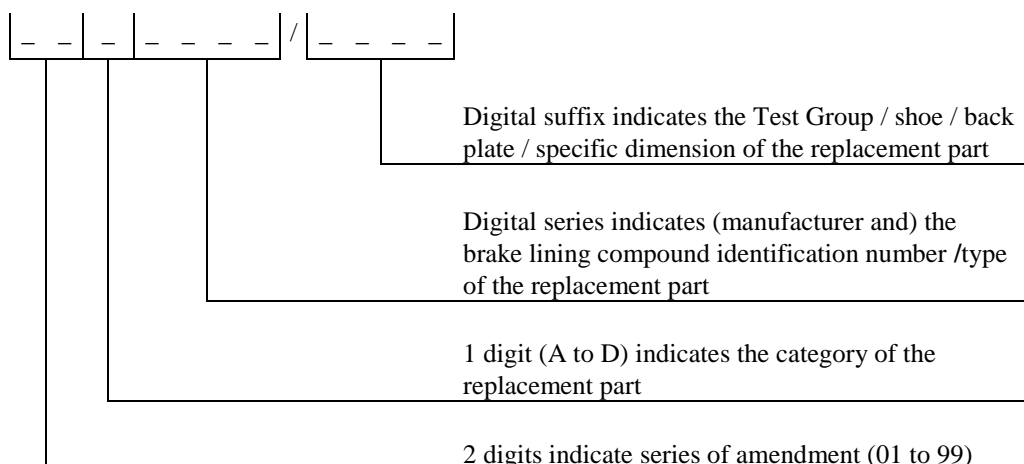 _ _ _ _ _ _ _ / _ _ _ _
Digital suffix indicates the Test Group / shoe / back
plate / specific dimension of the replacement part
Digital series indicates (manufacturer and) the
brake lining compound identification number /type
of the replacement part
1 digit (A to D) indicates the category of the
replacement part
2 digits indicate series of amendment (01 to 99)